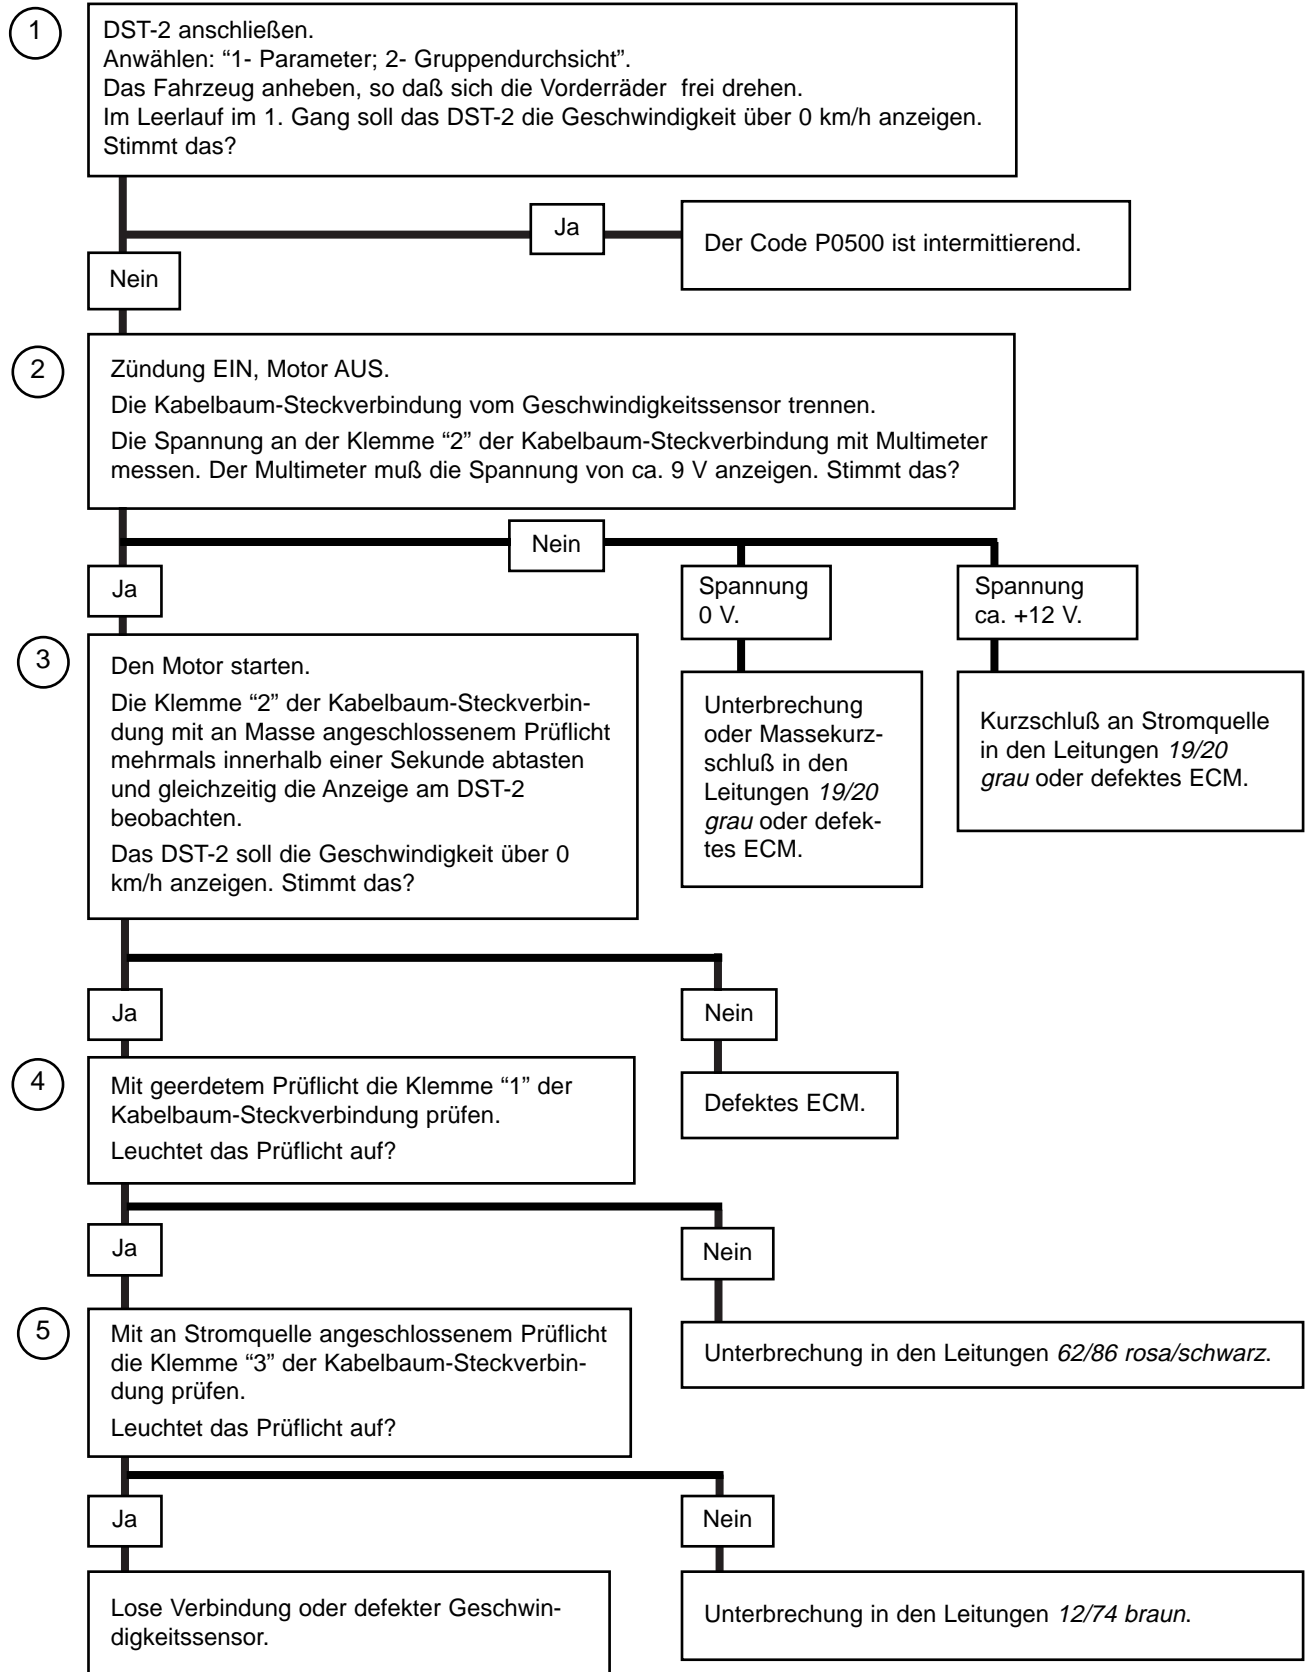 1
DST-2 anschließen.
Anwählen: “1- Parameter; 2- Gruppendurchsicht”.
Das Fahrzeug anheben, so daß sich die Vorderräder frei drehen.
Im Leerlauf im 1. Gang soll das DST-2 die Geschwindigkeit über 0 km/h anzeigen.
Stimmt das?
Ja
Der Code P0500 ist intermittierend.
Nein
2
Zündung EIN, Motor AUS.
Die Kabelbaum-Steckverbindung vom Geschwindigkeitssensor trennen.
Die Spannung an der Klemme “2” der Kabelbaum-Steckverbindung mit Multimeter
messen. Der Multimeter muß die Spannung von ca. 9 V anzeigen. Stimmt das?
Nein
Ja
Spannung
0 V.
Spannung
ca. +12 V.
3
Den Motor starten.
Die Klemme “2” der Kabelbaum-Steckverbin-
dung mit an Masse angeschlossenem Prüflicht
mehrmals innerhalb einer Sekunde abtasten
und gleichzeitig die Anzeige am DST-2
beobachten.
Das DST-2 soll die Geschwindigkeit über 0
km/h anzeigen. Stimmt das?
Unterbrechung
oder Massekurz-
schluß in den
Leitungen 19/20
grau oder defek-
tes ECM.
Kurzschluß an Stromquelle
in den Leitungen 19/20
grau oder defektes ECM.
Ja
Nein
4
Mit geerdetem Prüflicht die Klemme “1” der
Kabelbaum-Steckverbindung prüfen.
Leuchtet das Prüflicht auf?
Defektes ECM.
Ja
Nein
5
Mit an Stromquelle angeschlossenem Prüflicht
die Klemme “3” der Kabelbaum-Steckverbin-
dung prüfen.
Leuchtet das Prüflicht auf?
Unterbrechung in den Leitungen 62/86 rosa/schwarz.
Ja
Nein
Lose Verbindung oder defekter Geschwin-
digkeitssensor.
Unterbrechung in den Leitungen 12/74 braun.